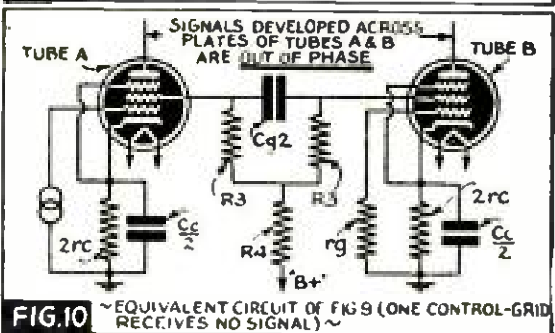 SIGNALS DEVELOPED ACROSS
PLATES OF TUBES A & B
ARE OUT OF PHASE
TUBE A
TUBE B
Cg2
R3
R3
2rc
Cc
2
R4
rg
2rc
Cc
2
"B+"
FIG.10
~EQUIVALENT CIRCUIT OF FIG 9 (ONE CONTROL-GRID
RECEIVES NO SIGNAL)~